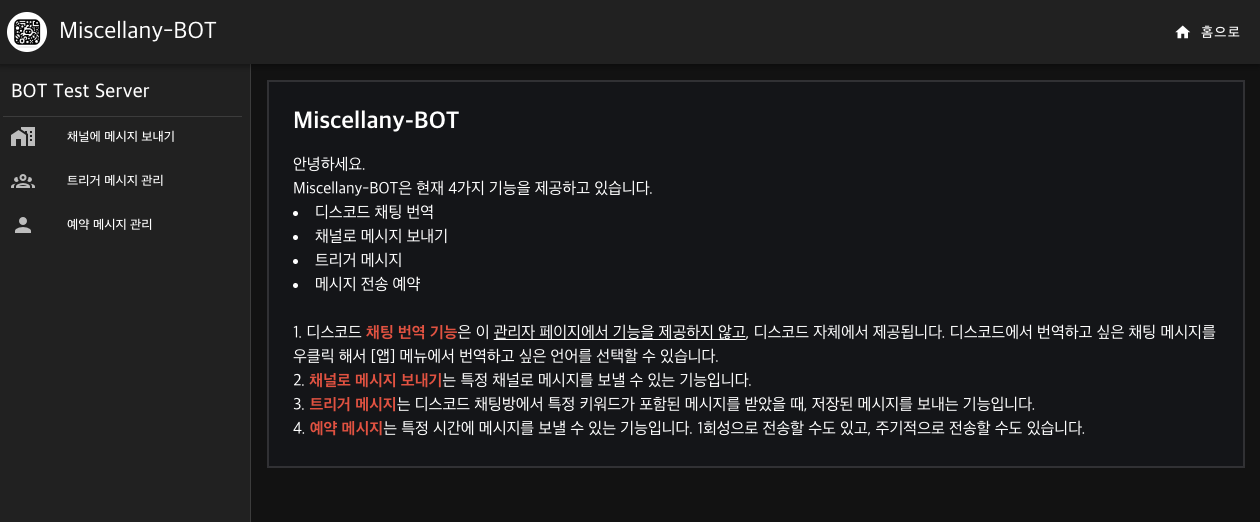 Miscellany-BOT
홈으로
BOT Test Server
채널에 메시지 보내기
트리거 메시지 관리
예약 메시지 관리
Miscellany-BOT
안녕하세요.
Miscellany-BOT은 현재 4가지 기능을 제공하고 있습니다.
• 디스코드 채팅 번역
• 채널로 메시지 보내기
• 트리거 메시지
• 메시지 전송 예약
1. 디스코드 채팅 번역 기능은 이 관리자 페이지에서 기능을 제공하지 않고, 디스코드 자체에서 제공됩니다. 디스코드에서 번역하고 싶은 채팅 메시지를
우클릭 해서 [앱] 메뉴에서 번역하고 싶은 언어를 선택할 수 있습니다.
2. 채널로 메시지 보내기는 특정 채널로 메시지를 보낼 수 있는 기능입니다.
3. 트리거 메시지는 디스코드 채팅방에서 특정 키워드가 포함된 메시지를 받았을 때, 저장된 메시지를 보내는 기능입니다.
4. 예약 메시지는 특정 시간에 메시지를 보낼 수 있는 기능입니다. 1회성으로 전송할 수도 있고, 주기적으로 전송할 수도 있습니다.